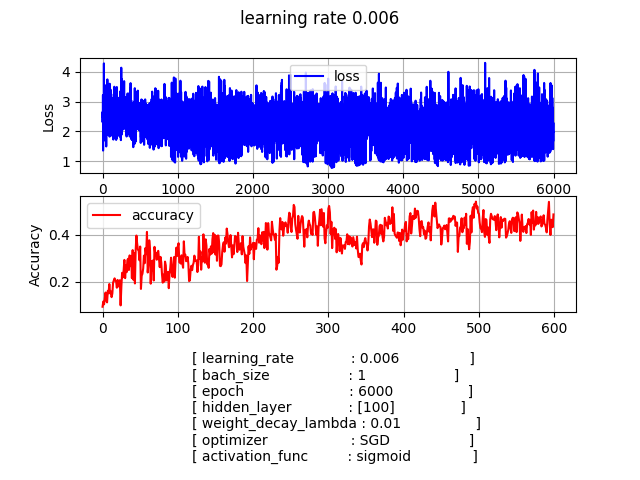 learning rate 0.006
4
3
2
1
Loss
loss
0 1000 2000 3000 4000 5000 6000
0.4
0.2
Accuracy
accuracy
0 100 200 300 400 500 600
[ learning_rate : 0.006 ]
[ bach_size : 1 ]
[ epoch : 6000 ]
[ hidden_layer : [100] ]
[ weight_decay_lambda : 0.01 ]
[ optimizer : SGD ]
[ activation_func : sigmoid ]